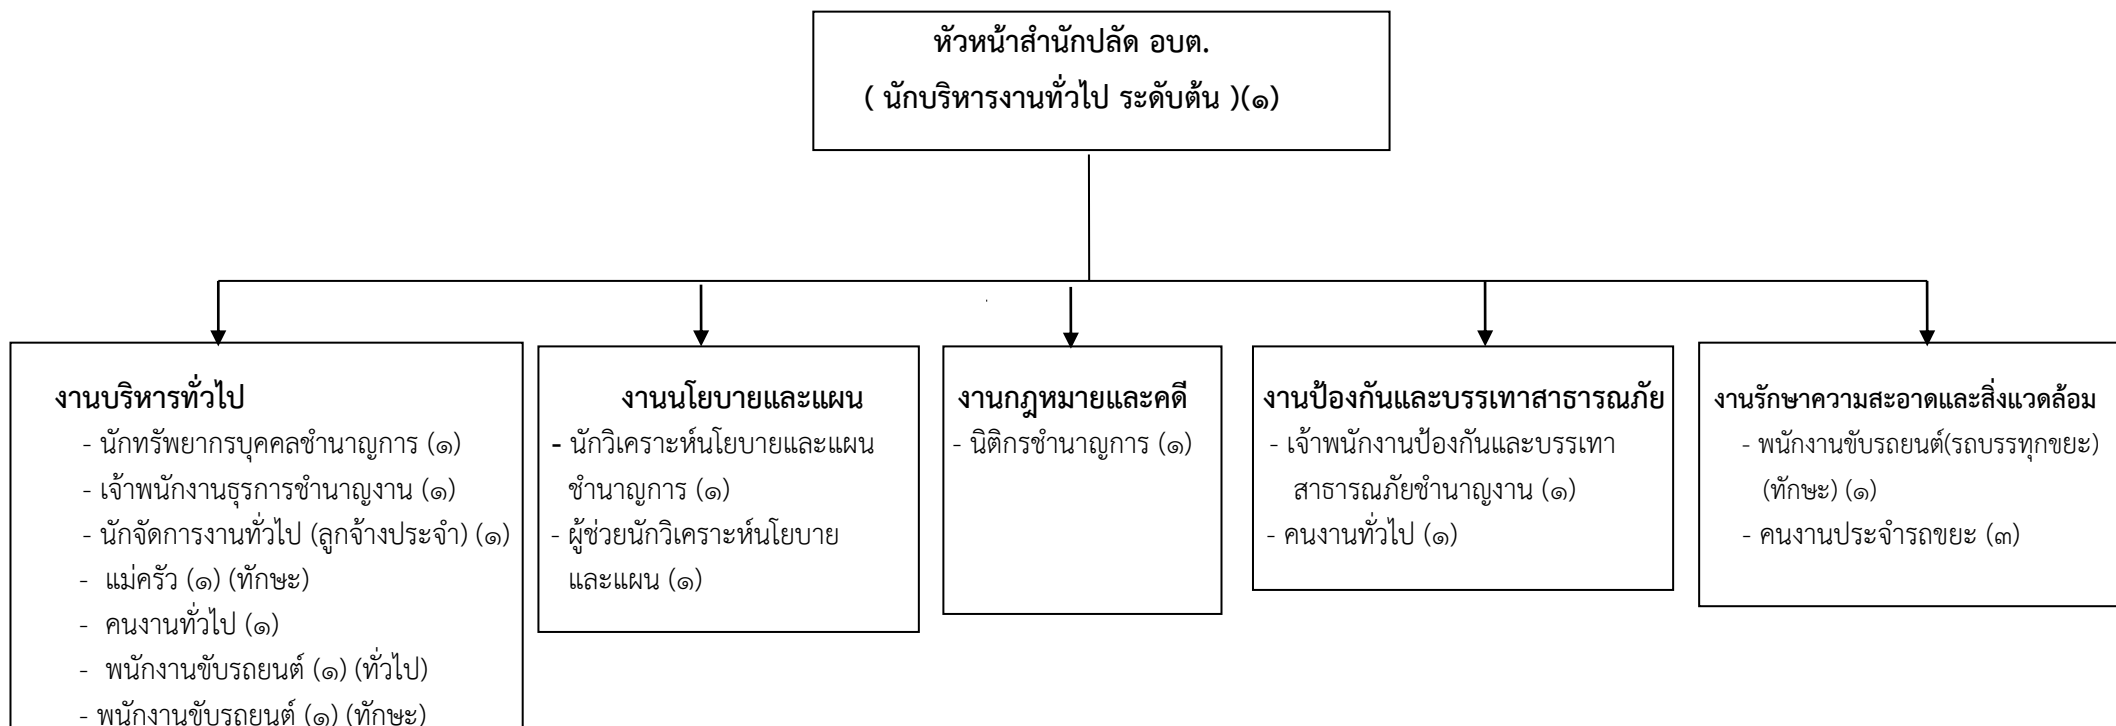 หัวหน้าสำนักปลัด อบต.
( นักบริหารงานทั่วไป ระดับต้น )(๑)
งานบริหารทั่วไป
- นักทรัพยากรบุคคลชำนาญการ (๑)
- เจ้าพนักงานธุรการชำนาญงาน (๑)
- นักจัดการงานทั่วไป (ลูกจ้างประจำ) (๑)
- แม่ครัว (๑) (ทักษะ)
- คนงานทั่วไป (๑)
- พนักงานขับรถยนต์ (๑) (ทั่วไป)
- พนักงานขับรถยนต์ (๑) (ทักษะ)
งานนโยบายและแผน
- นักวิเคราะห์นโยบายและแผน
ชำนาญการ (๑)
- ผู้ช่วยนักวิเคราะห์นโยบาย
และแผน (๑)
งานกฎหมายและคดี
- นิติกรชำนาญการ (๑)
งานป้องกันและบรรเทาสาธารณภัย
- เจ้าพนักงานป้องกันและบรรเทา
สาธารณภัยชำนาญงาน (๑)
- คนงานทั่วไป (๑)
งานรักษาความสะอาดและสิ่งแวดล้อม
- พนักงานขับรถยนต์(รถบรรทุกขยะ)
(ทักษะ) (๑)
- คนงานประจำรถขยะ (๓)